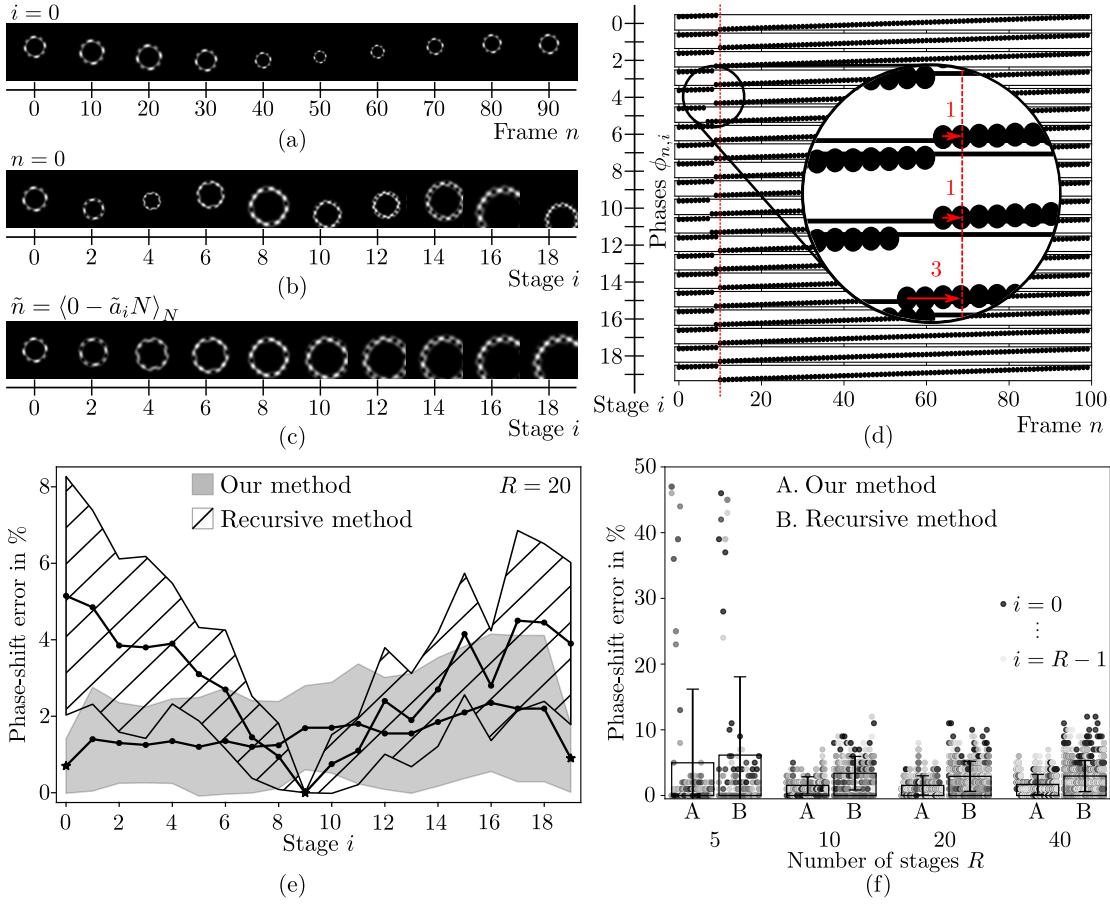 i = 0
0 10 20 30 40 50 60 70 80 90
Frame n
(a)
n = 0
0 2 4 6 8 10 12 14 16 18
Stage i
(b)
ñ = ⟨0 − ã_i N⟩_N
0 2 4 6 8 10 12 14 16 18
Stage i
(c)
0
2
4
6
8
10
12
14
16
18
Phases ϕ_{n,i}
1
1
3
0 20 40 60 80 100
Stage i
Frame n
(d)
Phase-shift error in %
8
6
4
2
0
Our method
R = 20
Recursive method
0 2 4 6 8 10 12 14 16 18
Stage i
(e)
Phase-shift error in %
50
40
30
20
10
0
A. Our method
B. Recursive method
i = 0
⋮
i = R − 1
A B A B A B A B
5 10 20 40
Number of stages R
(f)